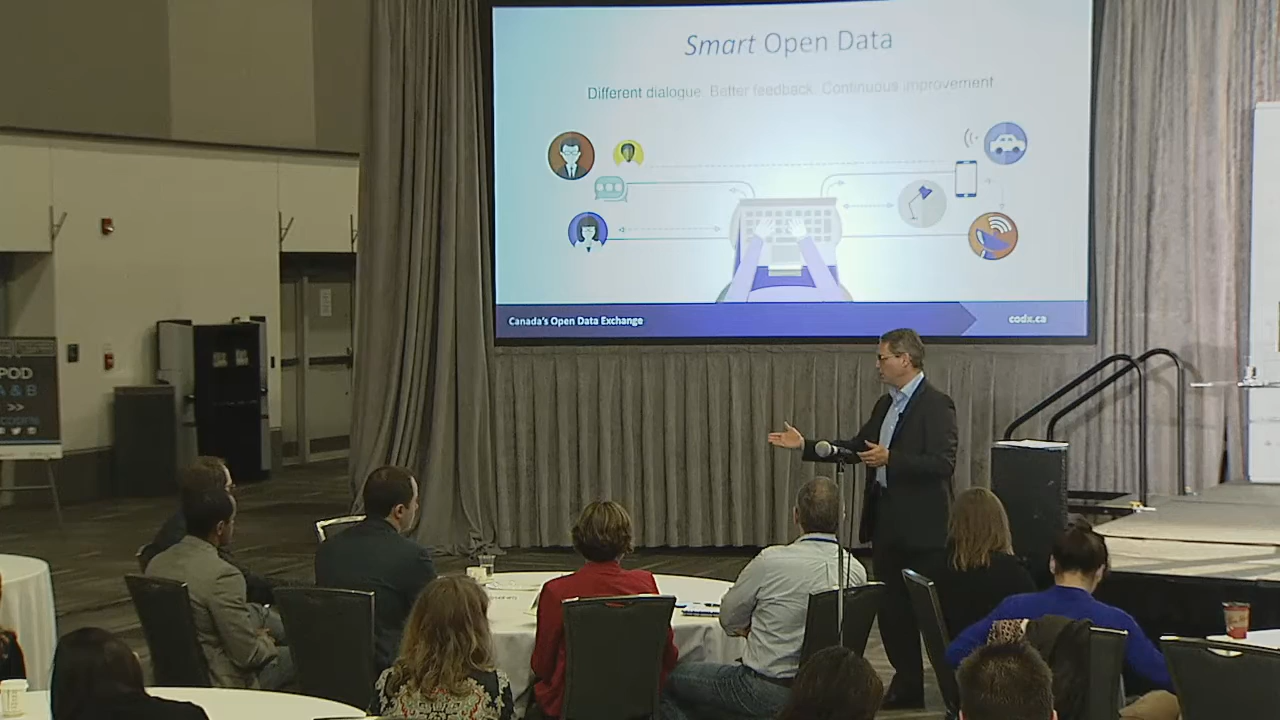 Smart Open Data
Different dialogue. Better feedback. Continuous improvement
Canada's Open Data Exchange
codx.ca
POD
A & B
>>